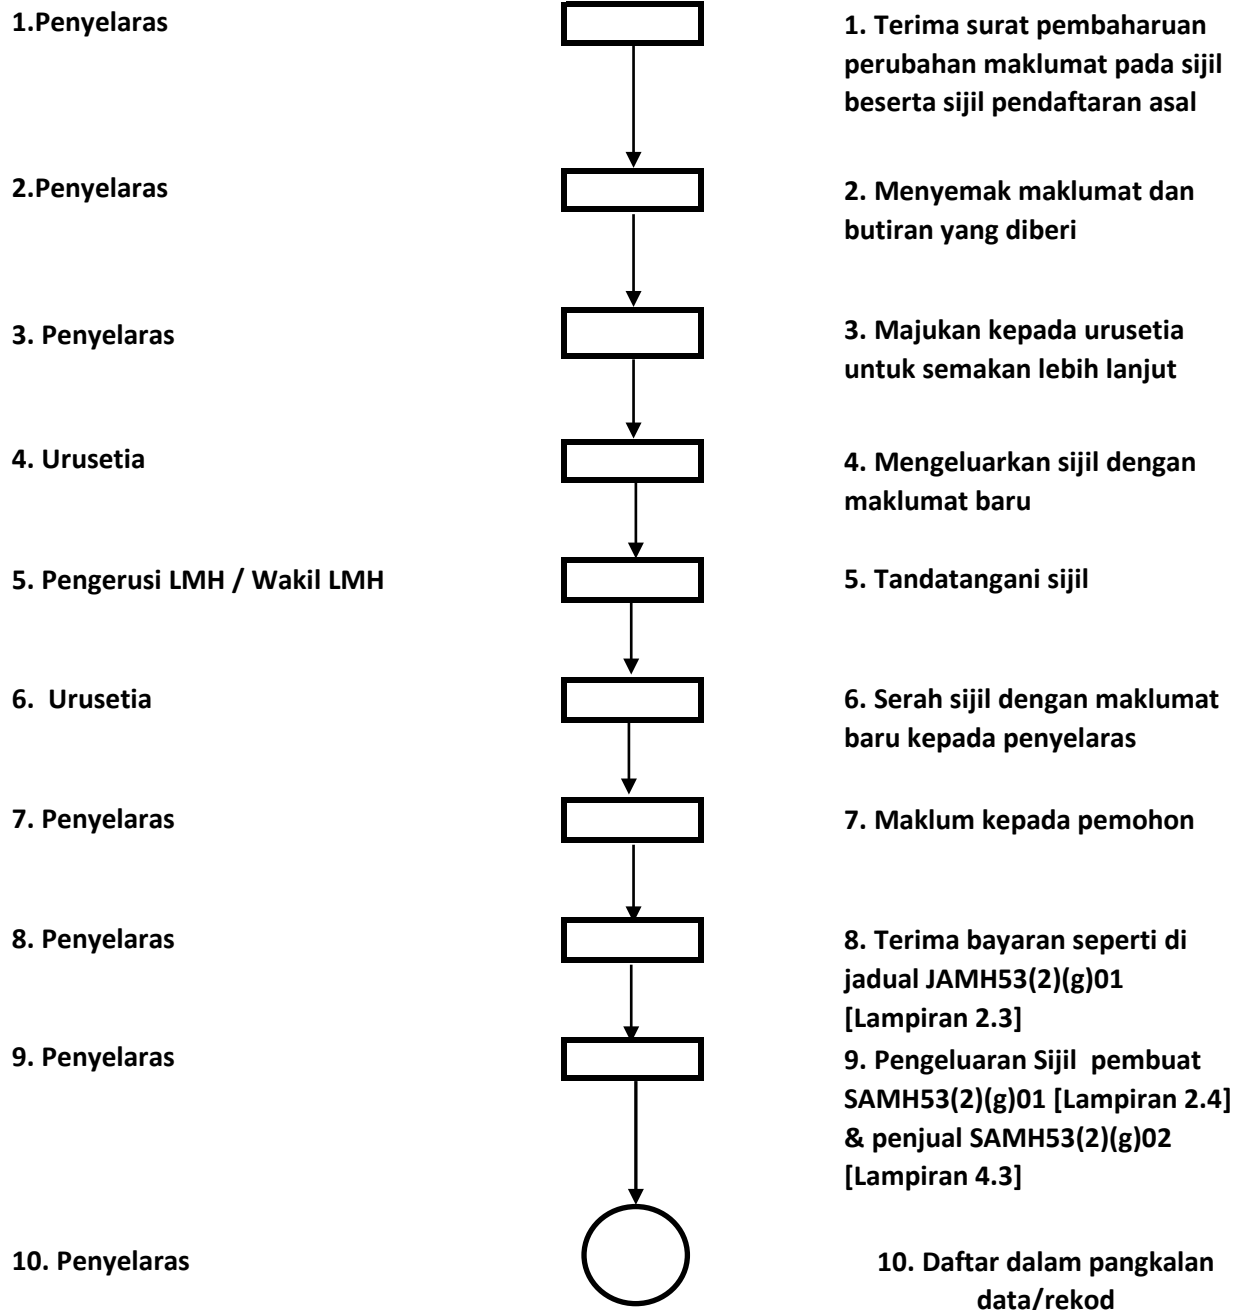 1.Penyelaras
1. Terima surat pembaharuan
perubahan maklumat pada sijil
beserta sijil pendaftaran asal
2.Penyelaras
2. Menyemak maklumat dan
butiran yang diberi
3. Penyelaras
3. Majukan kepada urusetia
untuk semakan lebih lanjut
4. Urusetia
4. Mengeluarkan sijil dengan
maklumat baru
5. Pengerusi LMH / Wakil LMH
5. Tandatangani sijil
6. Urusetia
6. Serah sijil dengan maklumat
baru kepada penyelaras
7. Penyelaras
7. Maklum kepada pemohon
8. Penyelaras
8. Terima bayaran seperti di
jadual JAMH53(2)(g)01
[Lampiran 2.3]
9. Penyelaras
9. Pengeluaran Sijil pembuat
SAMH53(2)(g)01 [Lampiran 2.4]
& penjual SAMH53(2)(g)02
[Lampiran 4.3]
10. Penyelaras
10. Daftar dalam pangkalan
data/rekod